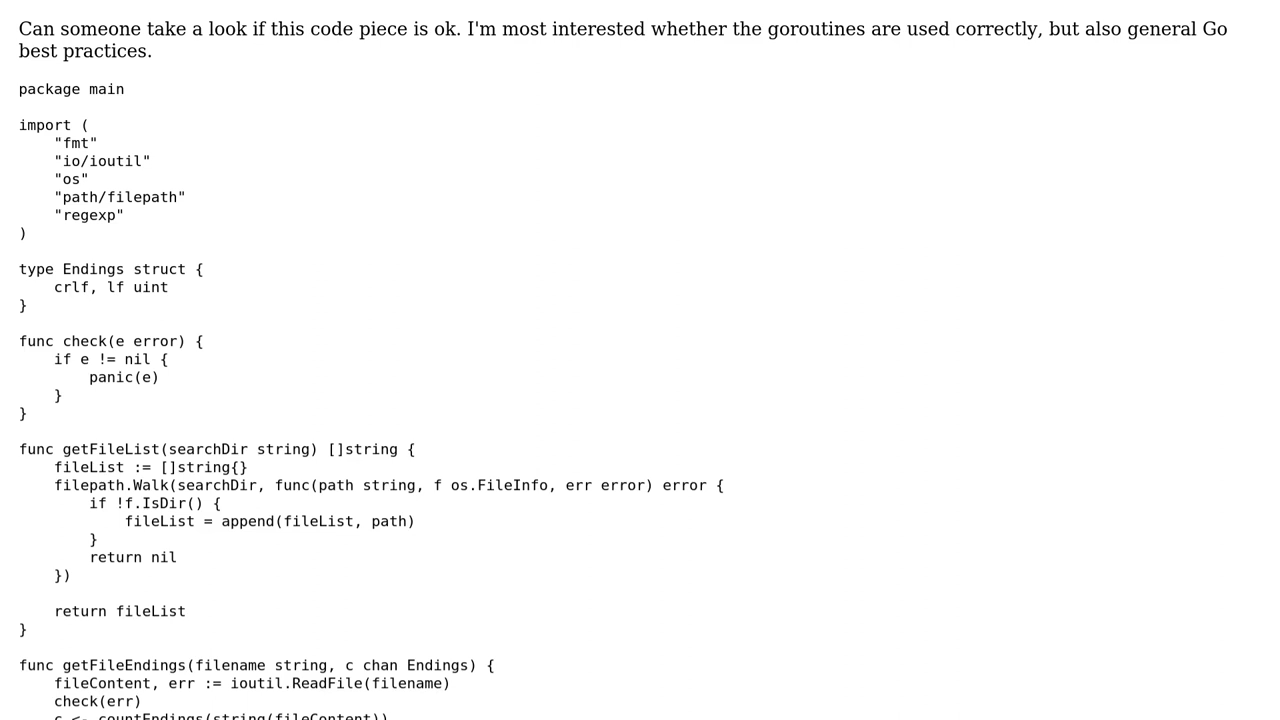 Can someone take a look if this code piece is ok. I'm most interested whether the goroutines are used correctly, but also general Go
best practices.
package main
import (
    "fmt"
    "io/ioutil"
    "os"
    "path/filepath"
    "regexp"
)
type Endings struct {
    crlf, lf uint
}
func check(e error) {
    if e != nil {
        panic(e)
    }
}
func getFileList(searchDir string) []string {
    fileList := []string{}
    filepath.Walk(searchDir, func(path string, f os.FileInfo, err error) error {
        if !f.IsDir() {
            fileList = append(fileList, path)
        }
        return nil
    })
    return fileList
}
func getFileEndings(filename string, c chan Endings) {
    fileContent, err := ioutil.ReadFile(filename)
    check(err)
    c <- countEndings(string(fileContent))